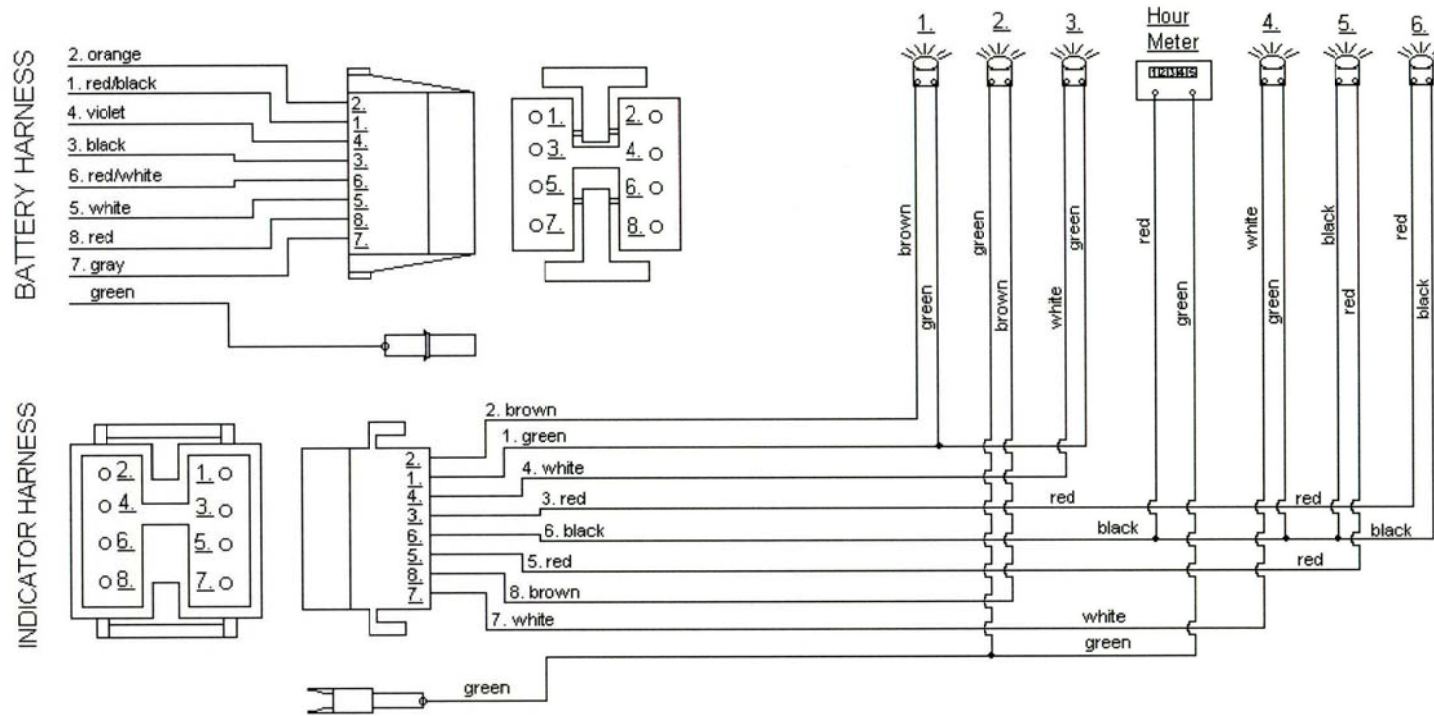 BATTERY HARNESS
2. orange
1. red/black
4. violet
3. black
6. red/white
5. white
8. red
7. gray
green
2.
1.
4.
3.
6.
5.
8.
7.
1. 2.
3. 4.
5. 6.
7. 8.
1. 2. 3. Hour Meter 4. 5. 6.
12345
brown green
green brown
green white
red green
white green
black red
red black
INDICATOR HARNESS
2. 1.
4. 3.
6. 5.
8. 7.
2.
1.
4.
3.
6.
5.
8.
7.
2. brown
1. green
4. white
3. red red red
6. black black black
5. red red
8. brown
7. white white
green
green